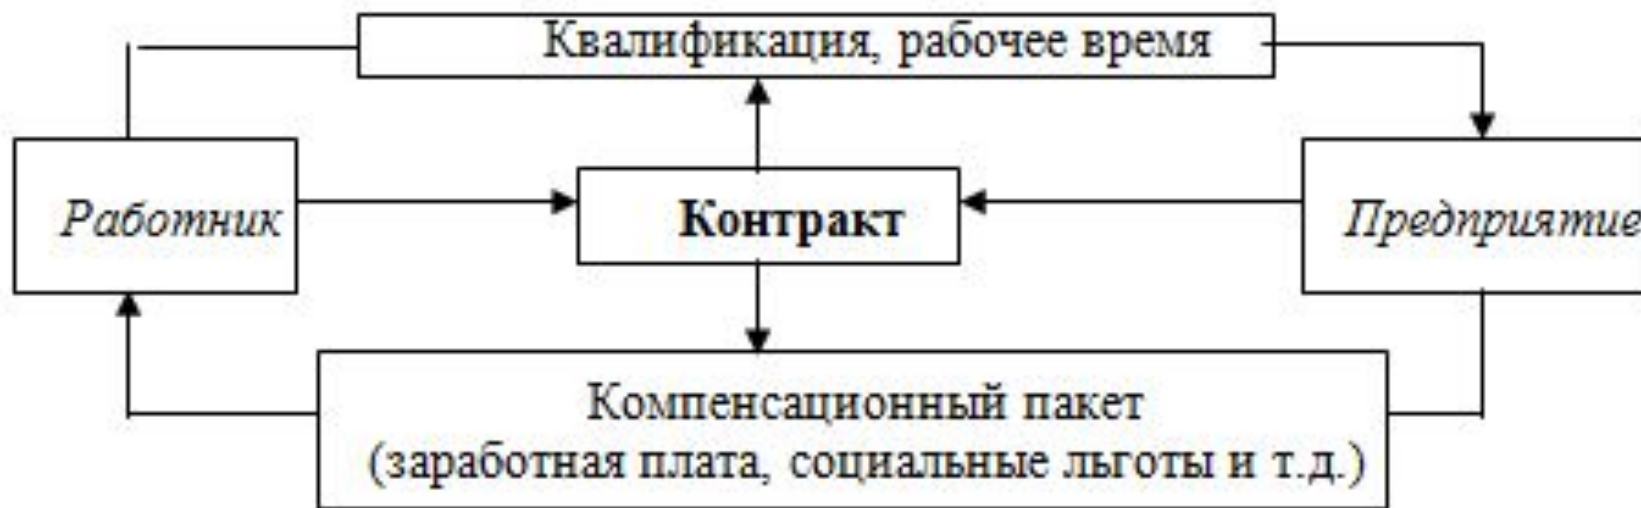 Квалификация, рабочее время
Работник
Контракт
Предприятие
Компенсационный пакет
(заработная плата, социальные льготы и т.д.)